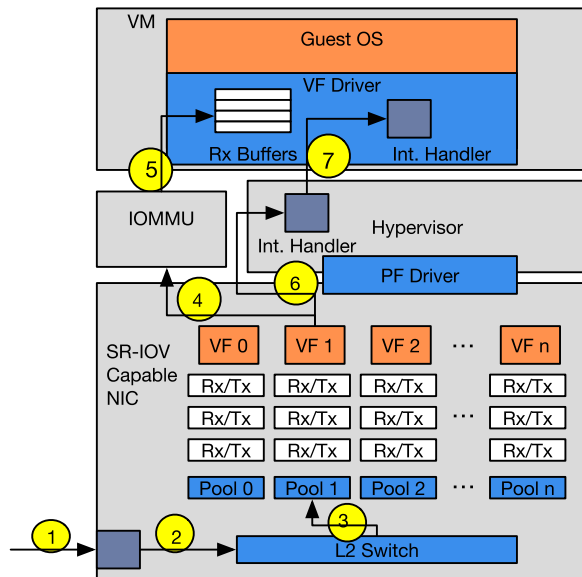 VM
Guest OS
VF Driver
Rx Buffers
Int. Handler
5
7
IOMMU
Int. Handler
Hypervisor
6
PF Driver
4
SR-IOV
Capable
NIC
VF 0
VF 1
VF 2
...
VF n
Rx/Tx
Rx/Tx
Rx/Tx
Rx/Tx
Rx/Tx
Rx/Tx
Rx/Tx
...
Rx/Tx
Rx/Tx
Rx/Tx
Rx/Tx
Rx/Tx
Pool 0
Pool 1
Pool 2
...
Pool n
3
1
2
L2 Switch